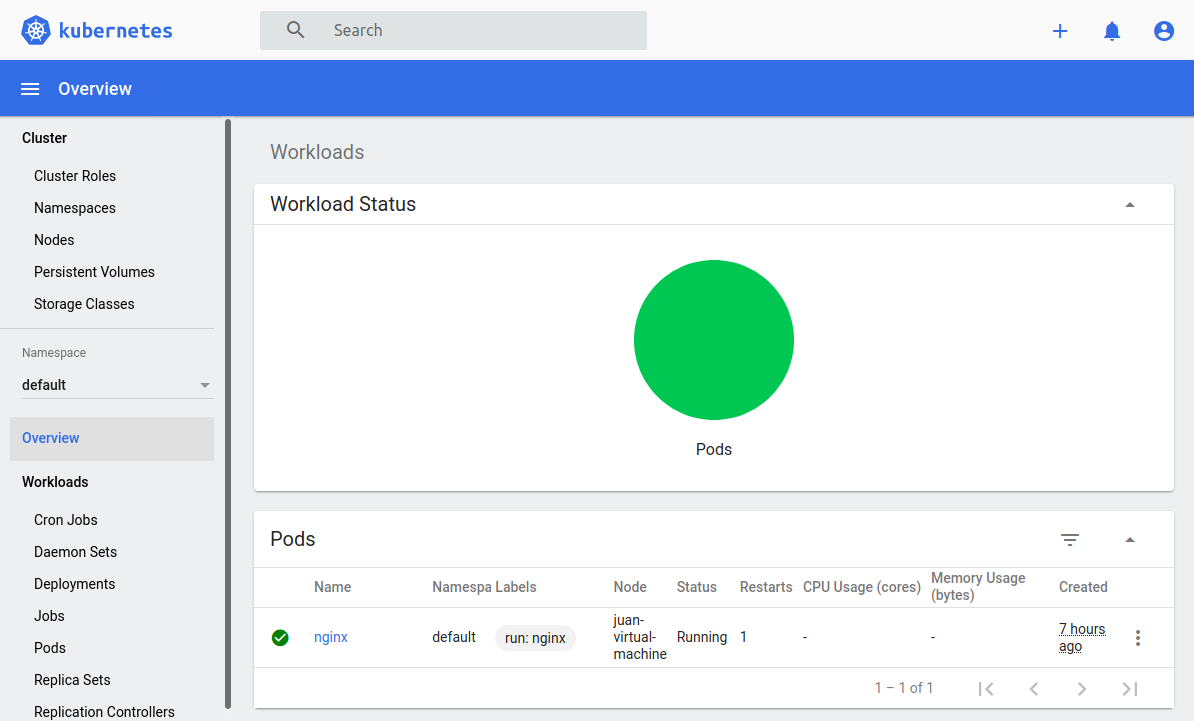 kubernetes
Search
Overview
Cluster
Cluster Roles
Namespaces
Nodes
Persistent Volumes
Storage Classes
Namespace
default
Overview
Workloads
Cron Jobs
Daemon Sets
Deployments
Jobs
Pods
Replica Sets
Replication Controllers
Workloads
Workload Status
Pods
Pods
Name Namespa Labels Node Status Restarts CPU Usage (cores) Memory Usage
(bytes) Created
nginx default run: nginx juan-
virtual-
machine Running 1 - - 7 hours
ago
1 – 1 of 1